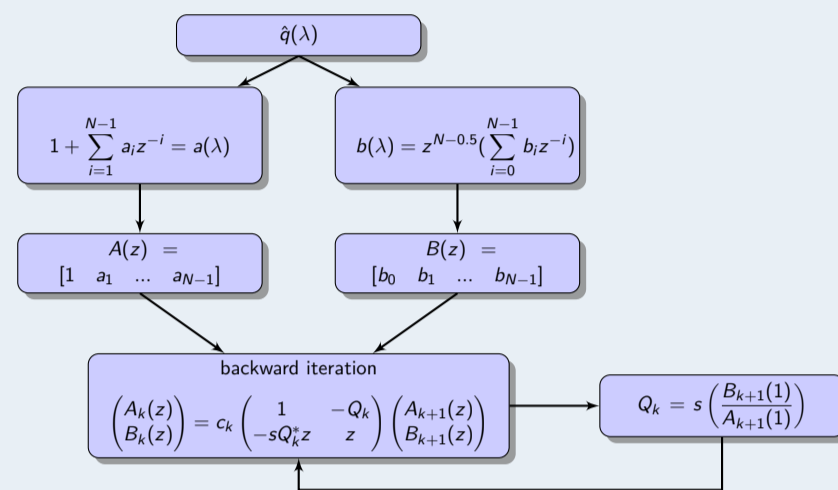 q̂(λ)
1 + ∑_{i=1}^{N−1} a_i z^{−i} = a(λ)
b(λ) = z^{N−0.5}(∑_{i=0}^{N−1} b_i z^{−i})
A(z) =
[1 a_1 ... a_{N−1}]
B(z) =
[b_0 b_1 ... b_{N−1}]
backward iteration
(A_k(z) B_k(z)) = c_k (1 −Q_k −sQ_k^* z z) (A_{k+1}(z) B_{k+1}(z))
Q_k = s (B_{k+1}(1) / A_{k+1}(1))